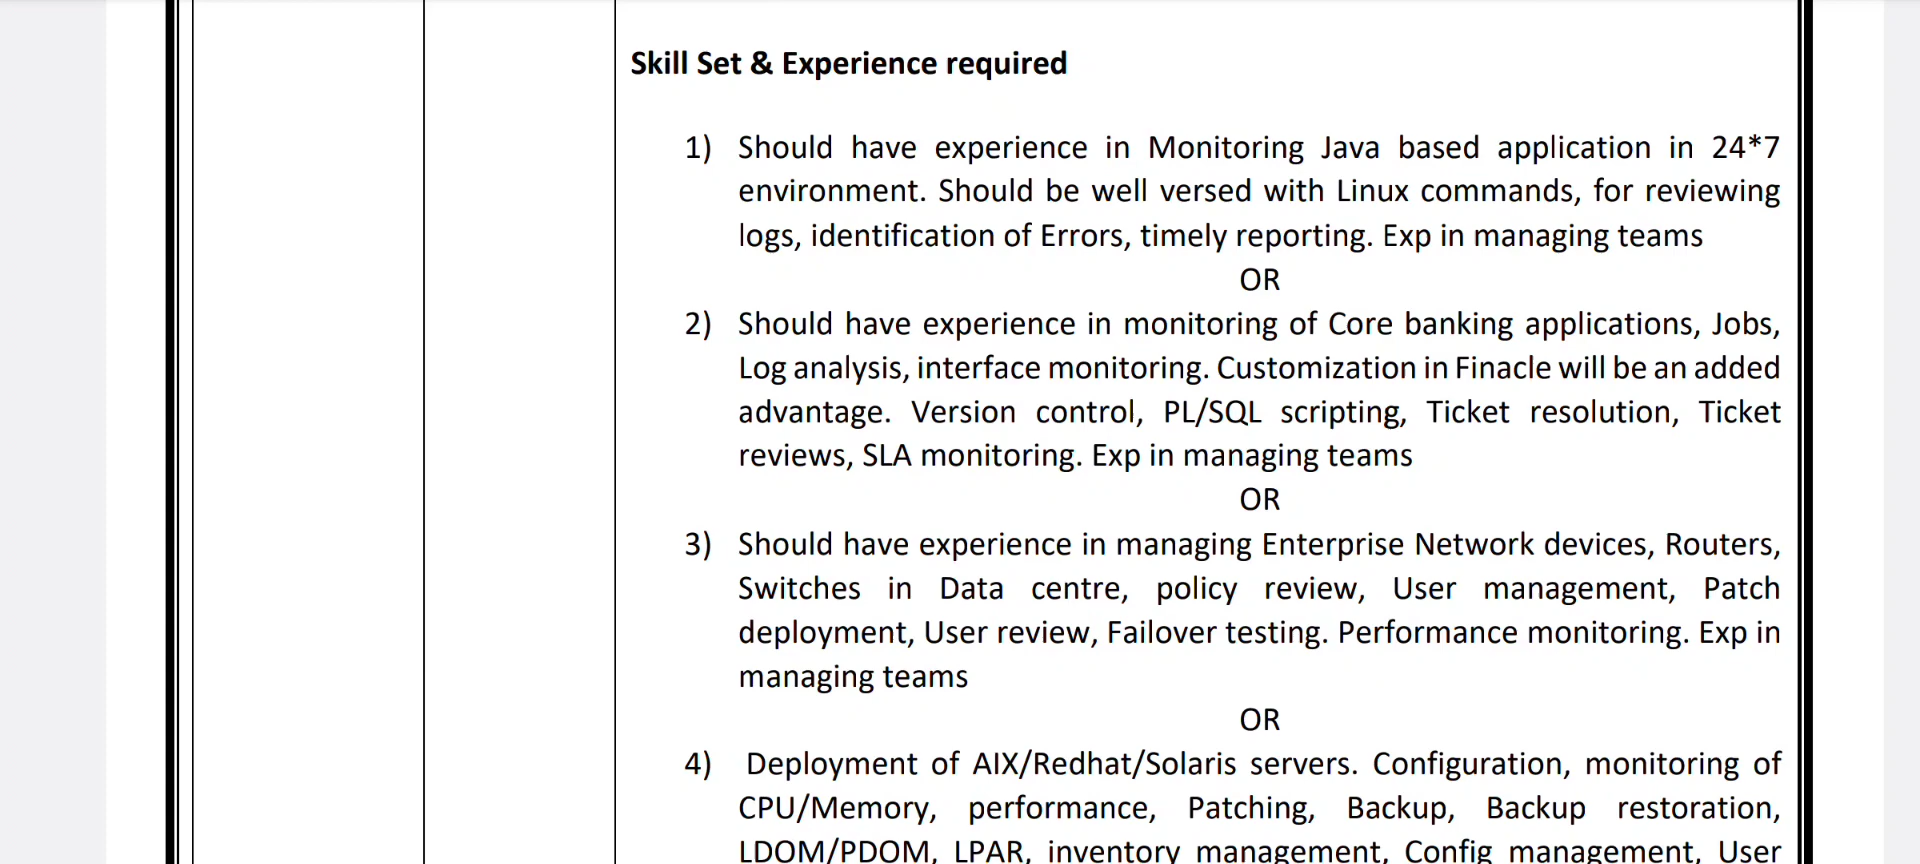 Skill Set & Experience required
1) Should have experience in Monitoring Java based application in 24*7
environment. Should be well versed with Linux commands, for reviewing
logs, identification of Errors, timely reporting. Exp in managing teams
OR
2) Should have experience in monitoring of Core banking applications, Jobs,
Log analysis, interface monitoring. Customization in Finacle will be an added
advantage. Version control, PL/SQL scripting, Ticket resolution, Ticket
reviews, SLA monitoring. Exp in managing teams
OR
3) Should have experience in managing Enterprise Network devices, Routers,
Switches in Data centre, policy review, User management, Patch
deployment, User review, Failover testing. Performance monitoring. Exp in
managing teams
OR
4) Deployment of AIX/Redhat/Solaris servers. Configuration, monitoring of
CPU/Memory, performance, Patching, Backup, Backup restoration,
LDOM/PDOM, LPAR, inventory management, Config management, User